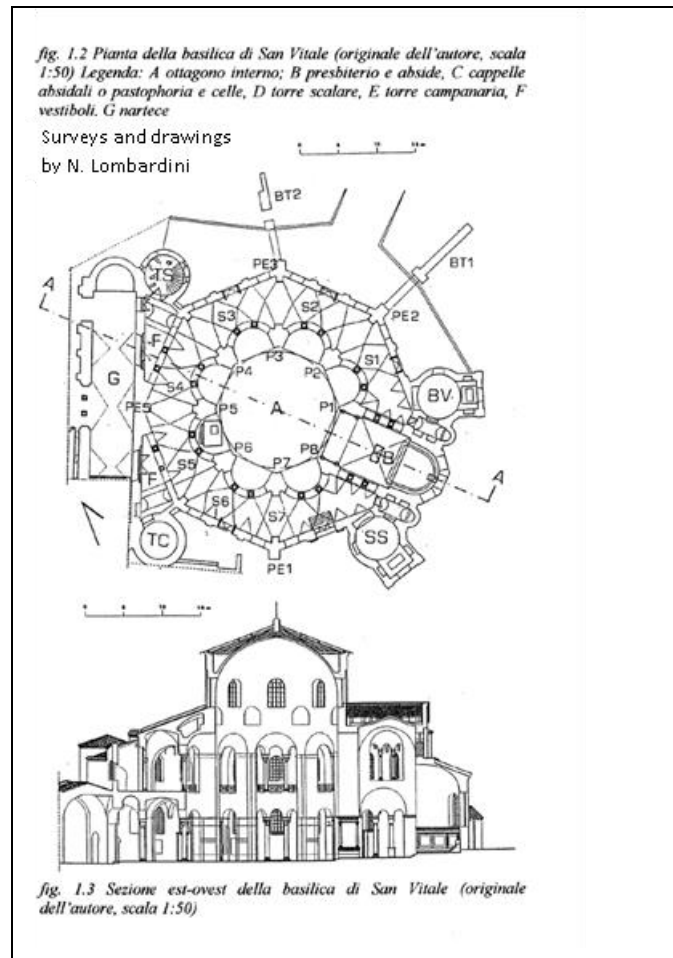 fig. 1.2 Pianta della basilica di San Vitale (originale dell'autore, scala
1:50) Legenda: A ottagono interno; B presbiterio e abside, C cappelle
absidali o pastophoria e celle, D torre scalare, E torre campanaria, F
vestiboli. G nartece
Surveys and drawings
by N. Lombardini
BT2
BT1
TS
PE3
PE2
A
S3
S2
F
P3
S1
P4
P2
G
S4
BV
PE5
P5
A
P1
P6
P8
SB
P7
S5
F
A
S6
S7
TC
SS
PE1
fig. 1.3 Sezione est-ovest della basilica di San Vitale (originale
dell'autore, scala 1:50)